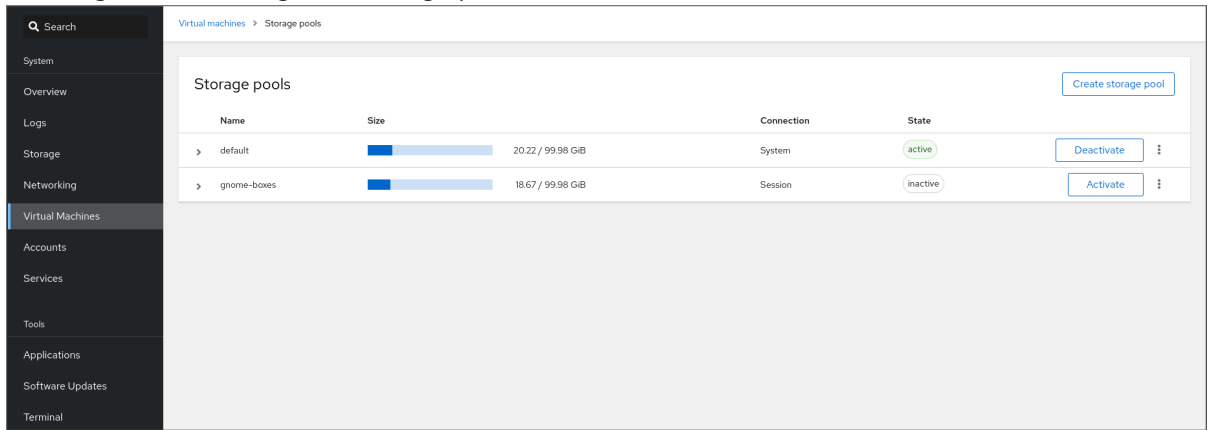 Search
System
Overview
Logs
Storage
Networking
Virtual Machines
Accounts
Services
Tools
Applications
Software Updates
Terminal
Virtual machines > Storage pools
Storage pools
Create storage pool
Name Size Connection State
default 20.22 / 99.98 GiB System active Deactivate
gnome-boxes 18.67 / 99.98 GiB Session inactive Activate